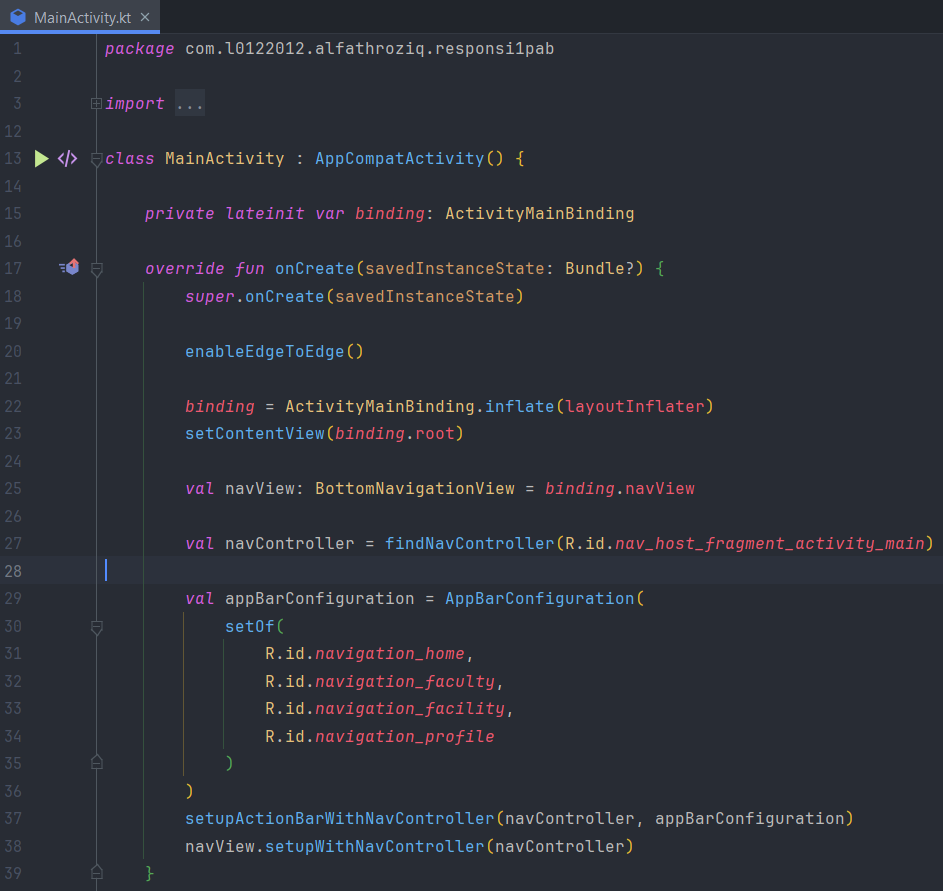 MainActivity.kt ×
1 package com.l0122012.alfathroziq.responsi1pab
2
3 import ...
12
13 class MainActivity : AppCompatActivity() {
14
15     private lateinit var binding: ActivityMainBinding
16
17     override fun onCreate(savedInstanceState: Bundle?) {
18         super.onCreate(savedInstanceState)
19
20         enableEdgeToEdge()
21
22         binding = ActivityMainBinding.inflate(layoutInflater)
23         setContentView(binding.root)
24
25         val navView: BottomNavigationView = binding.navView
26
27         val navController = findNavController(R.id.nav_host_fragment_activity_main)
28
29         val appBarConfiguration = AppBarConfiguration(
30             setOf(
31                 R.id.navigation_home,
32                 R.id.navigation_faculty,
33                 R.id.navigation_facility,
34                 R.id.navigation_profile
35             )
36         )
37         setupActionBarWithNavController(navController, appBarConfiguration)
38         navView.setupWithNavController(navController)
39     }